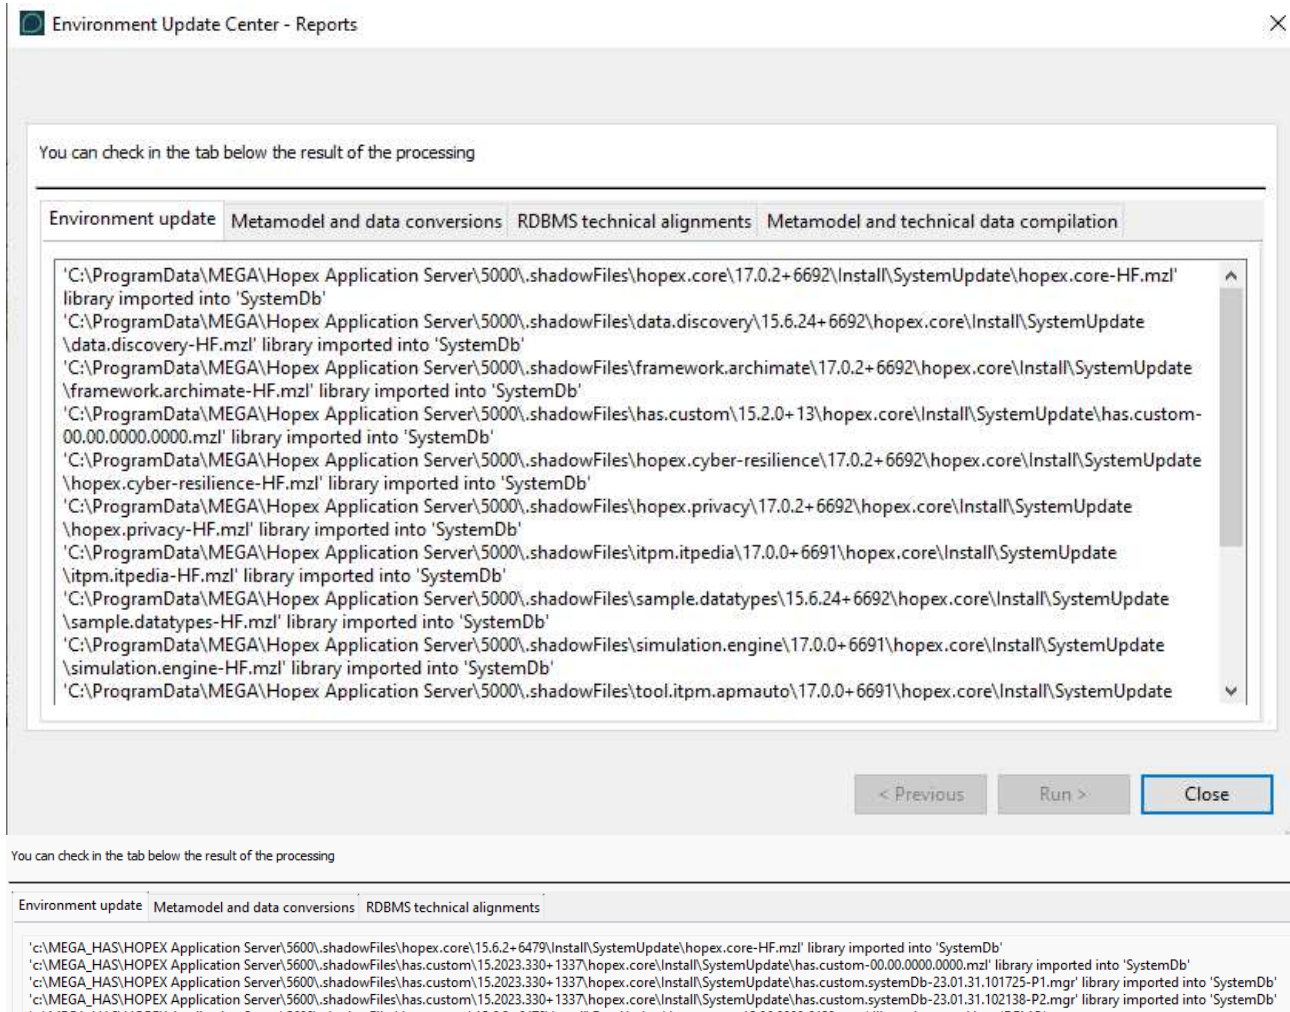 Environment Update Center - Reports
You can check in the tab below the result of the processing
Environment update Metamodel and data conversions RDBMS technical alignments Metamodel and technical data compilation
'C:\ProgramData\MEGA\Hopex Application Server\5000\.shadowFiles\hopex.core\17.0.2+6692\Install\SystemUpdate\hopex.core-HF.mzl'
library imported into 'SystemDb'
'C:\ProgramData\MEGA\Hopex Application Server\5000\.shadowFiles\data.discovery\15.6.24+6692\hopex.core\Install\SystemUpdate
\data.discovery-HF.mzl' library imported into 'SystemDb'
'C:\ProgramData\MEGA\Hopex Application Server\5000\.shadowFiles\framework.archimate\17.0.2+6692\hopex.core\Install\SystemUpdate
\framework.archimate-HF.mzl' library imported into 'SystemDb'
'C:\ProgramData\MEGA\Hopex Application Server\5000\.shadowFiles\has.custom\15.2.0+13\hopex.core\Install\SystemUpdate\has.custom-
00.00.0000.0000.mzl' library imported into 'SystemDb'
'C:\ProgramData\MEGA\Hopex Application Server\5000\.shadowFiles\hopex.cyber-resilience\17.0.2+6692\hopex.core\Install\SystemUpdate
\hopex.cyber-resilience-HF.mzl' library imported into 'SystemDb'
'C:\ProgramData\MEGA\Hopex Application Server\5000\.shadowFiles\hopex.privacy\17.0.2+6692\hopex.core\Install\SystemUpdate
\hopex.privacy-HF.mzl' library imported into 'SystemDb'
'C:\ProgramData\MEGA\Hopex Application Server\5000\.shadowFiles\itpm.itpedia\17.0.0+6691\hopex.core\Install\SystemUpdate
\itpm.itpedia-HF.mzl' library imported into 'SystemDb'
'C:\ProgramData\MEGA\Hopex Application Server\5000\.shadowFiles\sample.datatypes\15.6.24+6692\hopex.core\Install\SystemUpdate
\sample.datatypes-HF.mzl' library imported into 'SystemDb'
'C:\ProgramData\MEGA\Hopex Application Server\5000\.shadowFiles\simulation.engine\17.0.0+6691\hopex.core\Install\SystemUpdate
\simulation.engine-HF.mzl' library imported into 'SystemDb'
'C:\ProgramData\MEGA\Hopex Application Server\5000\.shadowFiles\tool.itpm.apmauto\17.0.0+6691\hopex.core\Install\SystemUpdate
< Previous Run > Close
You can check in the tab below the result of the processing
Environment update Metamodel and data conversions RDBMS technical alignments
'c:\MEGA_HAS\HOPEX Application Server\5600\.shadowFiles\hopex.core\15.6.2+6479\Install\SystemUpdate\hopex.core-HF.mzl' library imported into 'SystemDb'
'c:\MEGA_HAS\HOPEX Application Server\5600\.shadowFiles\has.custom\15.2023.330+1337\hopex.core\Install\SystemUpdate\has.custom-00.00.0000.0000.mzl' library imported into 'SystemDb'
'c:\MEGA_HAS\HOPEX Application Server\5600\.shadowFiles\has.custom\15.2023.330+1337\hopex.core\Install\SystemUpdate\has.custom.systemDb-23.01.31.101725-P1.mgr' library imported into 'SystemDb'
'c:\MEGA_HAS\HOPEX Application Server\5600\.shadowFiles\has.custom\15.2023.330+1337\hopex.core\Install\SystemUpdate\has.custom.systemDb-23.01.31.102138-P2.mgr' library imported into 'SystemDb'